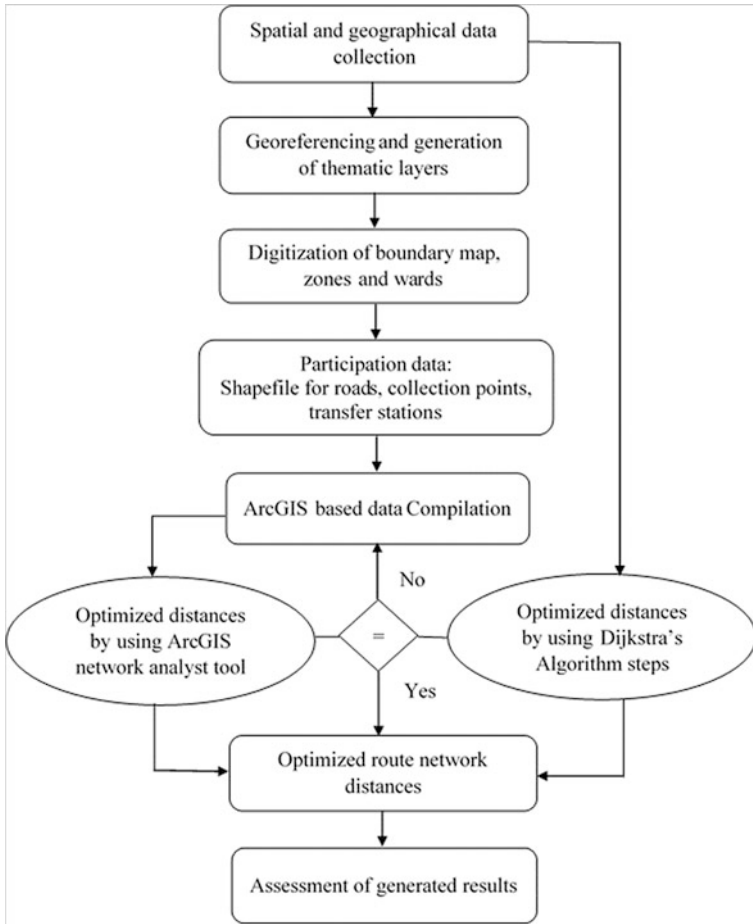 Spatial and geographical data
collection
Georeferencing and generation
of thematic layers
Digitization of boundary map,
zones and wards
Participation data:
Shapefile for roads, collection points,
transfer stations
ArcGIS based data Compilation
No
Optimized distances
by using ArcGIS
network analyst tool
=
Optimized distances
by using Dijkstra's
Algorithm steps
Yes
Optimized route network
distances
Assessment of generated results